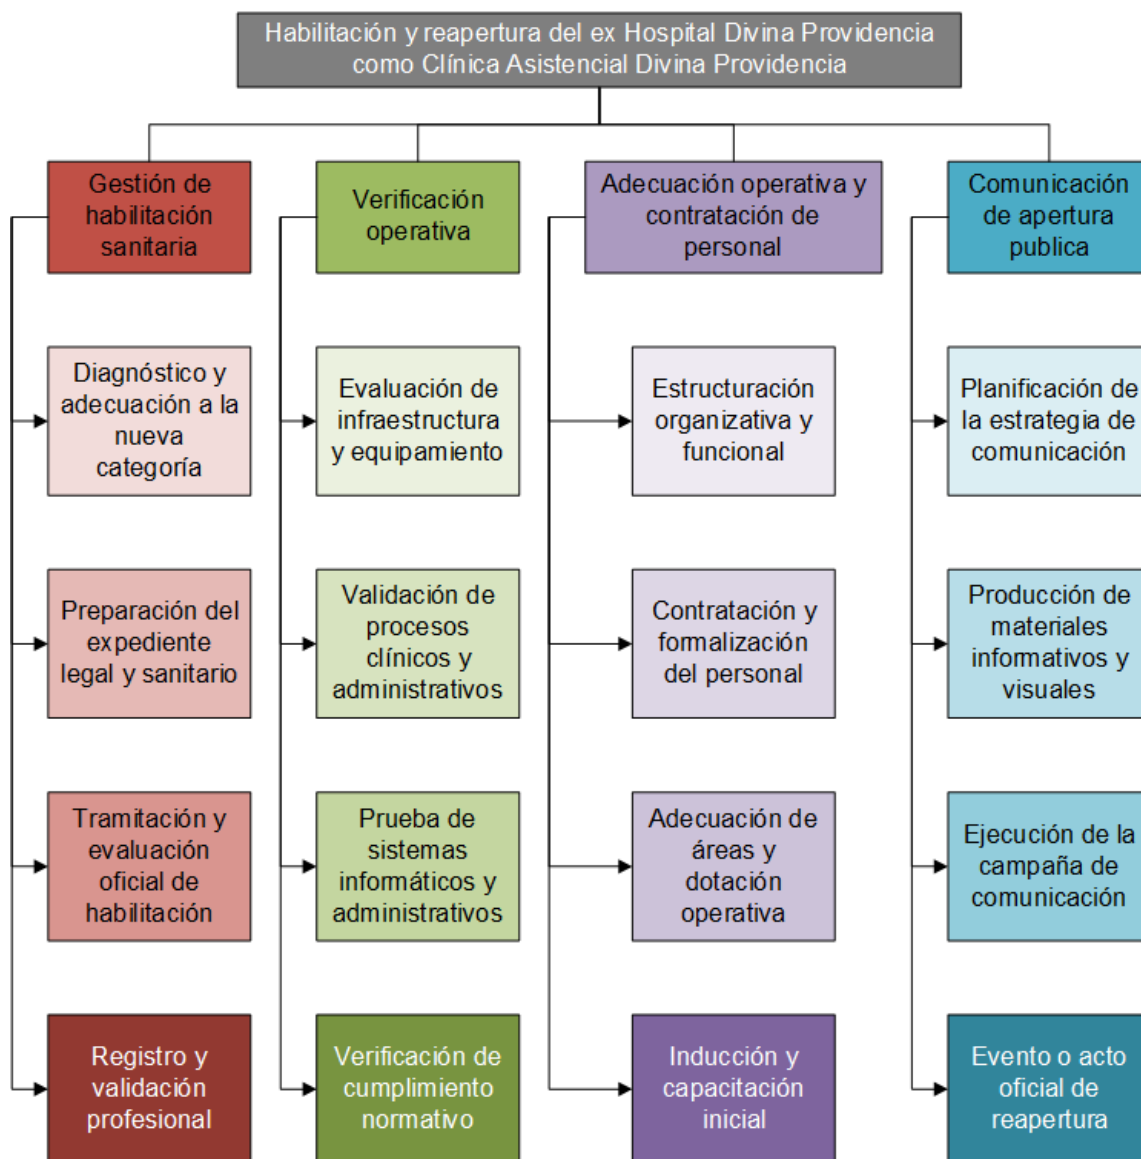 Habilitación y reapertura del ex Hospital Divina Providencia
como Clínica Asistencial Divina Providencia
Gestión de
habilitación
sanitaria
Verificación
operativa
Adecuación operativa y
contratación de
personal
Comunicación
de apertura
publica
Diagnóstico y
adecuación a la
nueva
categoría
Evaluación de
infraestructura
y equipamiento
Estructuración
organizativa y
funcional
Planificación de
la estrategia de
comunicación
Preparación del
expediente
legal y sanitario
Validación de
procesos
clínicos y
administrativos
Contratación y
formalización
del personal
Producción de
materiales
informativos y
visuales
Tramitación y
evaluación
oficial de
habilitación
Prueba de
sistemas
informáticos y
administrativos
Adecuación de
áreas y
dotación
operativa
Ejecución de la
campaña de
comunicación
Registro y
validación
profesional
Verificación de
cumplimiento
normativo
Inducción y
capacitación
inicial
Evento o acto
oficial de
reapertura